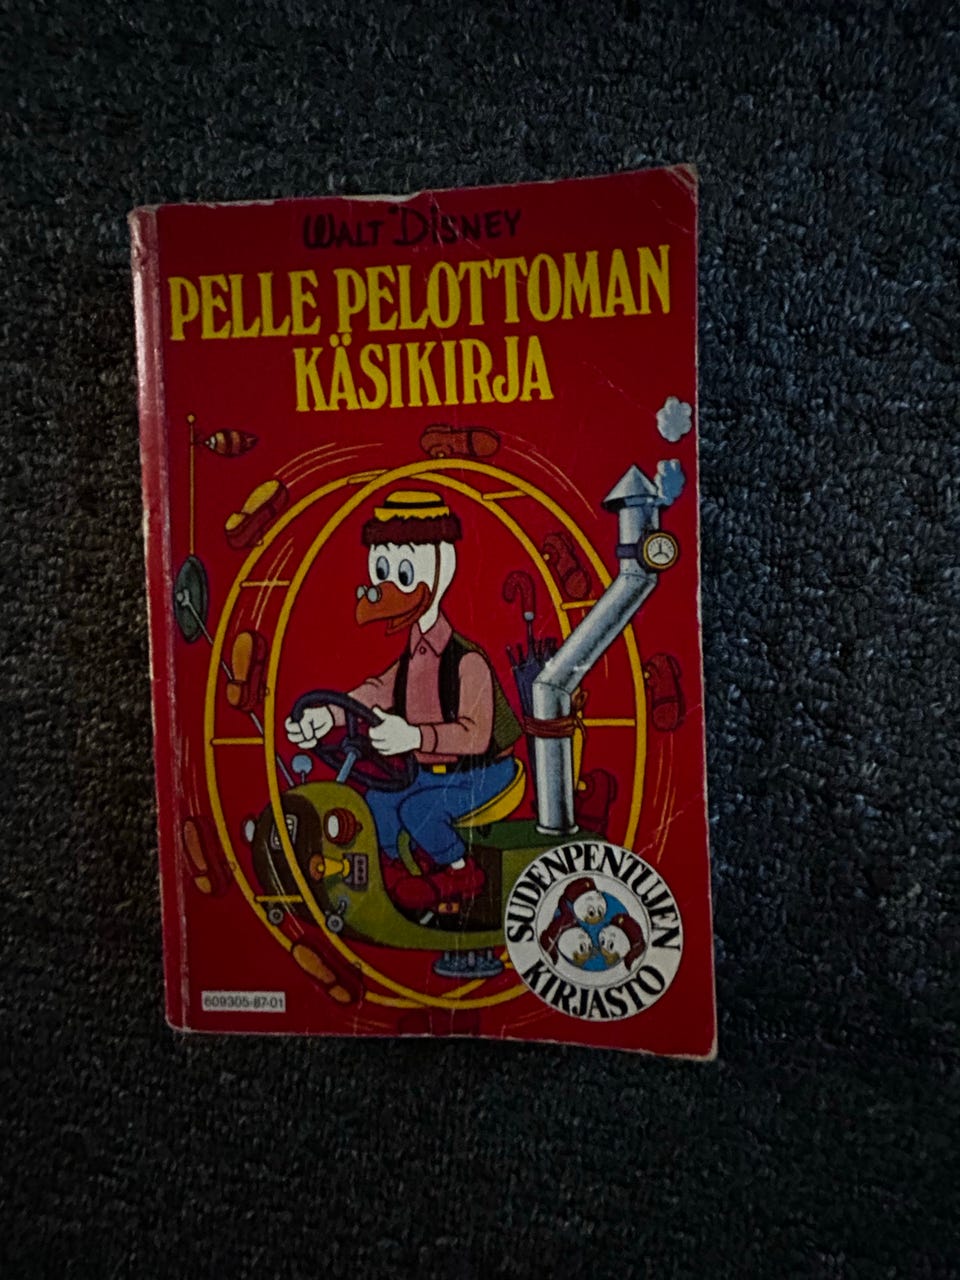 WALT DISNEY
PELLE PELOTTOMAN
KÄSIKIRJA
SUDENPENTUJEN
KIRJASTO
609305-87-01